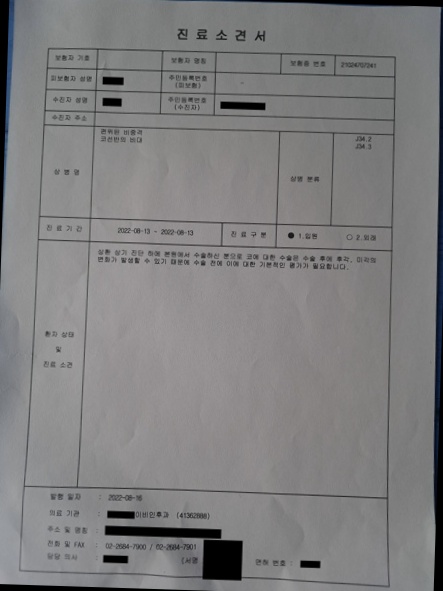 진 료 소 견 서
보험자 기호 보험자 명칭 보험증 번호 2102470241
피보험자 성명 주민등록번호 (피보험)
수진자 성명 주민등록번호 (수진자)
수진자 주소
상 병 명 편위된 비중격 상병 분류 J34.2
코선반의 비대 J34.3
진 료 기 간 2022-08-13 - 2022-08-13 진 료 구 분 ● 1.입원 ○ 2.외래
상환 상기 진단 하에 본원에서 수술하신 분으로 코에 대한 수술은 수술 후에 후각, 미각의
변화가 발생할 수 있기 때문에 수술 전에 이에 대한 기본적인 평가가 필요합니다.
환자 상태
및
진료 소견
발행 일자 : 2022-08-16
의료 기관 : 이비인후과 (41362888)
주소 및 명칭 :
전화 및 FAX : 02-2684-7900 / 02-2684-7901
담당 의사 : (서명 면허 번호 :